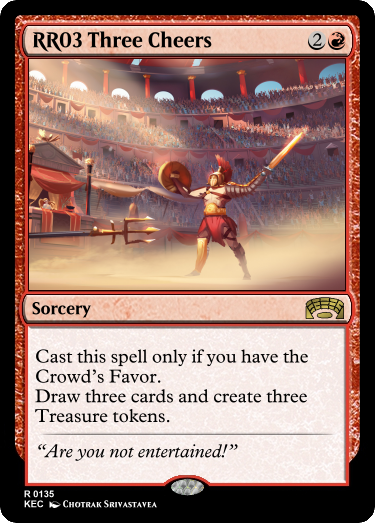 RR03 Three Cheers 2
Sorcery
Cast this spell only if you have the
Crowd's Favor.
Draw three cards and create three
Treasure tokens.
“Are you not entertained!”
R 0135
KEC Chotrak Srivastavea